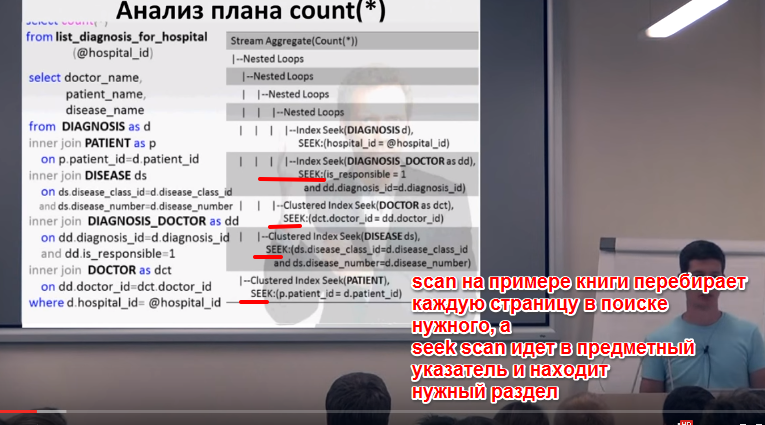 Анализ плана count(*)
select count(*)
from list_diagnosis_for_hospital
(@hospital_id)
select doctor_name,
patient_name,
disease_name
from DIAGNOSIS as d
inner join PATIENT as p
on p.patient_id=d.patient_id
inner join DISEASE ds
on ds.disease_class_id=d.disease_class_id
and ds.disease_number=d.disease_number
inner join DIAGNOSIS_DOCTOR as dd
on dd.diagnosis_id=d.diagnosis_id
and dd.is_responsible=1
inner join DOCTOR as dct
on dd.doctor_id=dct.doctor_id
where d.hospital_id= @hospital_id
Stream Aggregate(Count(*))
|--Nested Loops
|--Nested Loops
| |--Nested Loops
| | |--Nested Loops
| | | |--Index Seek(DIAGNOSIS d),
SEEK:(hospital_id = @hospital_id)
| | | |--Index Seek(DIAGNOSIS_DOCTOR as dd),
SEEK:(is_responsible = 1
and dd.diagnosis_id=d.diagnosis_id)
| | |--Clustered Index Seek(DOCTOR as dct),
SEEK:(dct.doctor_id = dd.doctor_id)
| |--Clustered Index Seek(DISEASE ds),
SEEK:(ds.disease_class_id=d.disease_class_id
and ds.disease_number=d.disease_number)
|--Clustered Index Seek(PATIENT),
SEEK:(p.patient_id = d.patient_id)
scan на примере книги перебирает
каждую страницу в поиске
нужного, а
seek scan идет в предметный
указатель и находит
нужный раздел
HD